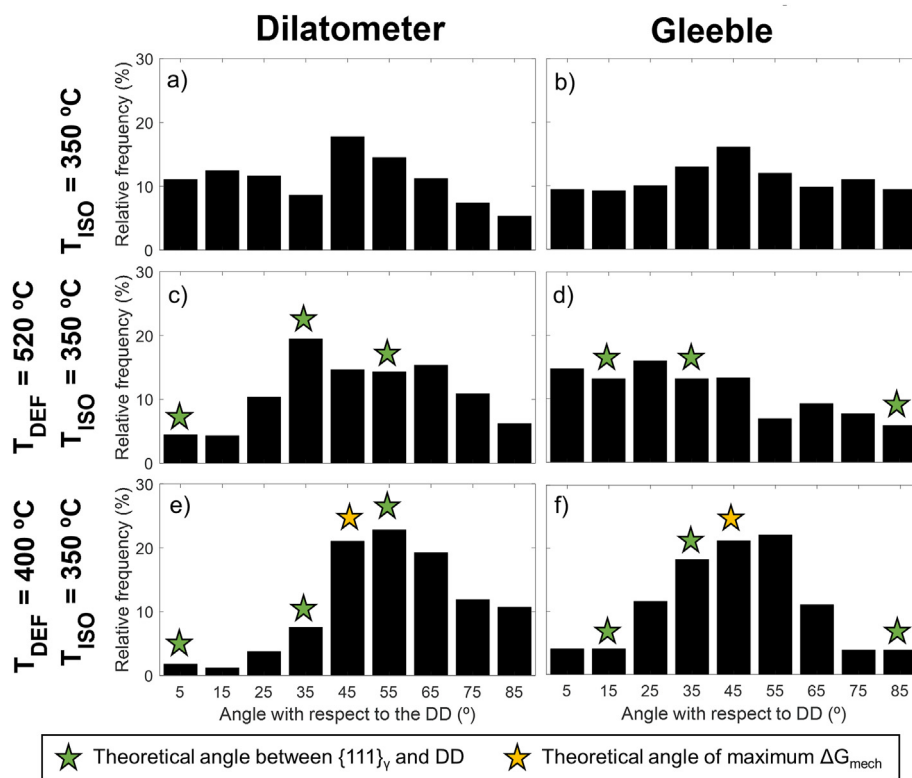 Dilatometer
Gleeble
T_ISO = 350 ºC
Relative frequency (%)
30
20
10
0
a)
b)
T_DEF = 520 ºC
T_ISO = 350 ºC
Relative frequency (%)
30
20
10
0
c)
d)
T_DEF = 400 ºC
T_ISO = 350 ºC
Relative frequency (%)
30
20
10
0
e)
f)
5 15 25 35 45 55 65 75 85
5 15 25 35 45 55 65 75 85
Angle with respect to the DD (º)
Angle with respect to DD (º)
Theoretical angle between {111}γ and DD
Theoretical angle of maximum ΔG_mech